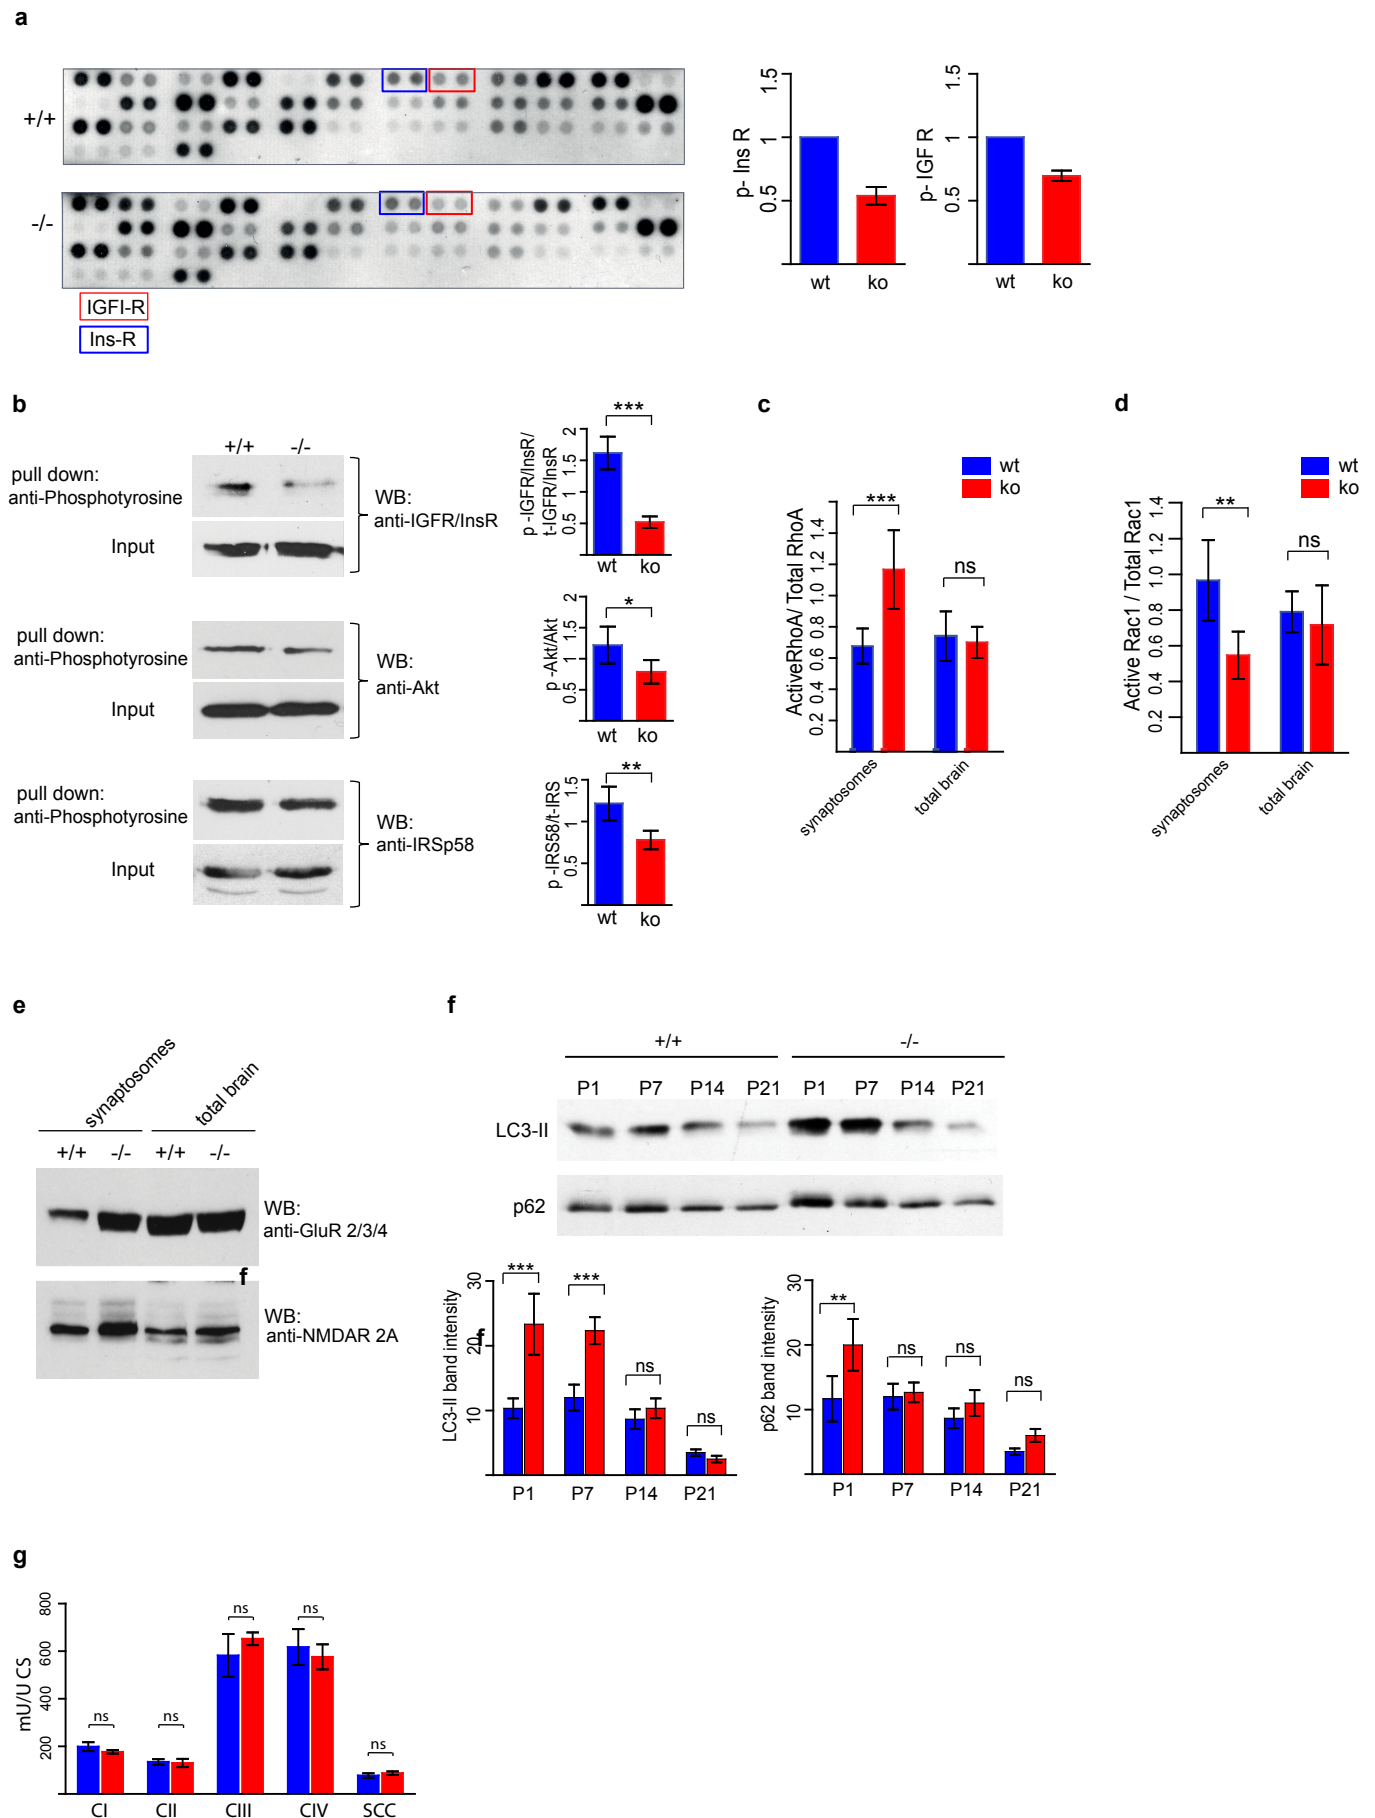 a
+/+
-/-
IGFI-R
Ins-R
p- Ins R
0.5
1
1.5
wt
ko
p- IGF R
0.5
1
1.5
wt
ko
b
+/+
-/-
pull down:
anti-Phosphotyrosine
Input
WB:
anti-IGFR/InsR
pull down:
anti-Phosphotyrosine
Input
WB:
anti-Akt
pull down:
anti-Phosphotyrosine
Input
WB:
anti-IRSp58
p -IGFR/InsR/
t-IGFR/InsR
0.5
1
1.5
2
***
wt
ko
p -Akt/Akt
0.5
1
1.5
2
*
wt
ko
p -IRS58/t-IRS
0.5
1
1.5
**
wt
ko
c
wt
ko
ActiveRhoA/ Total RhoA
0.2
0.4
0.6
0.8
1.0
1.2
1.4
***
ns
synaptosomes
total brain
d
wt
ko
Active Rac1 / Total Rac1
0.2
0.4
0.6
0.8
1.0
1.2
1.4
**
ns
synaptosomes
total brain
e
synaptosomes
total brain
+/+ -/- +/+ -/-
WB:
anti-GluR 2/3/4
f
WB:
anti-NMDAR 2A
f
+/+
-/-
P1 P7 P14 P21 P1 P7 P14 P21
LC3-II
p62
LC3-II band intensity
f
10
20
30
***
***
ns
ns
P1 P7 P14 P21
p62 band intensity
10
20
30
**
ns
ns
ns
P1 P7 P14 P21
g
mU/U CS
200
400
600
800
ns
ns
ns
ns
ns
CI CII CIII CIV SCC